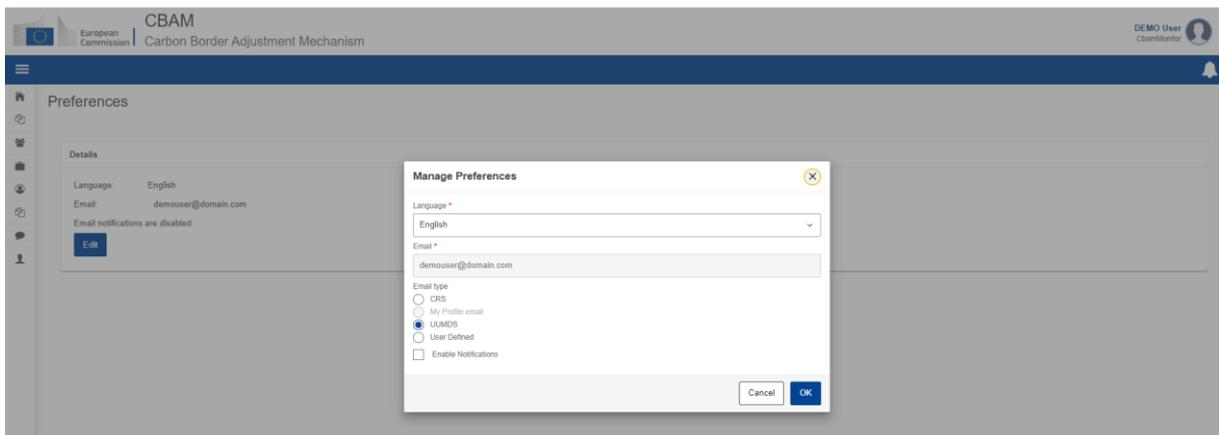 CBAM
European
Commission
Carbon Border Adjustment Mechanism
DEMO User
CbamMonitor
Preferences
Details
Language: English
Email: demouser@domain.com
Email notifications are disabled
Edit
Manage Preferences
Language *
English
Email *
demouser@domain.com
Email type
CRS
My Profile email
UUMDS
User Defined
Enable Notifications
Cancel OK